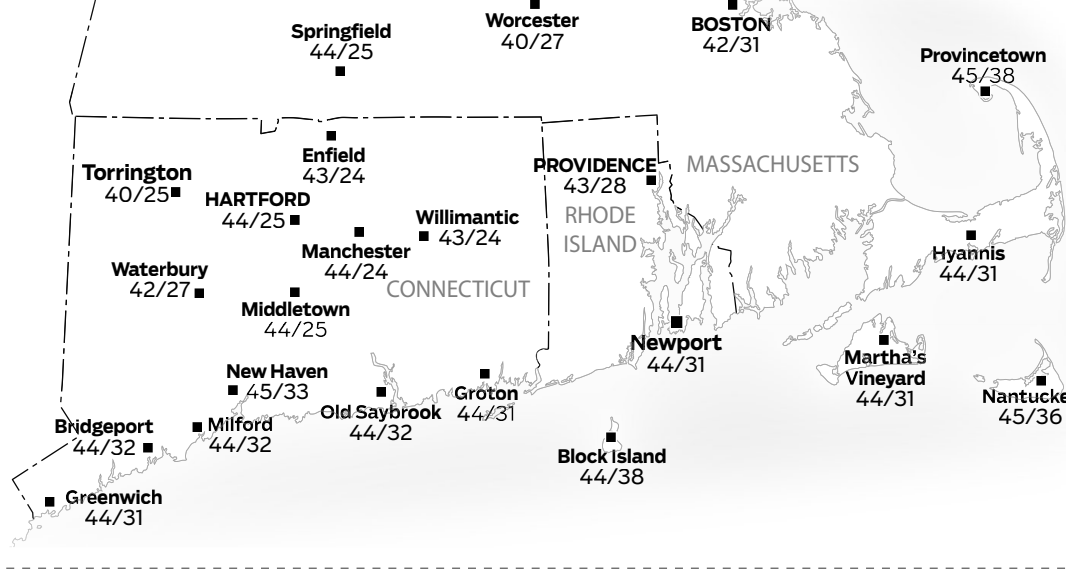 Worcester
40/27
BOSTON
42/31
Springfield
44/25
Provincetown
45/38
Enfield
43/24
PROVIDENCE
43/28
MASSACHUSETTS
Torrington
40/25
HARTFORD
44/25
Willimantic
43/24
RHODE
ISLAND
Manchester
44/24
Hyannis
44/31
Waterbury
42/27
CONNECTICUT
Middletown
44/25
Newport
44/31
Martha's
Vineyard
44/31
New Haven
45/33
Groton
44/31
Nantucke
45/36
Old Saybrook
44/32
Bridgeport
44/32
Milford
44/32
Block Island
44/38
Greenwich
44/31